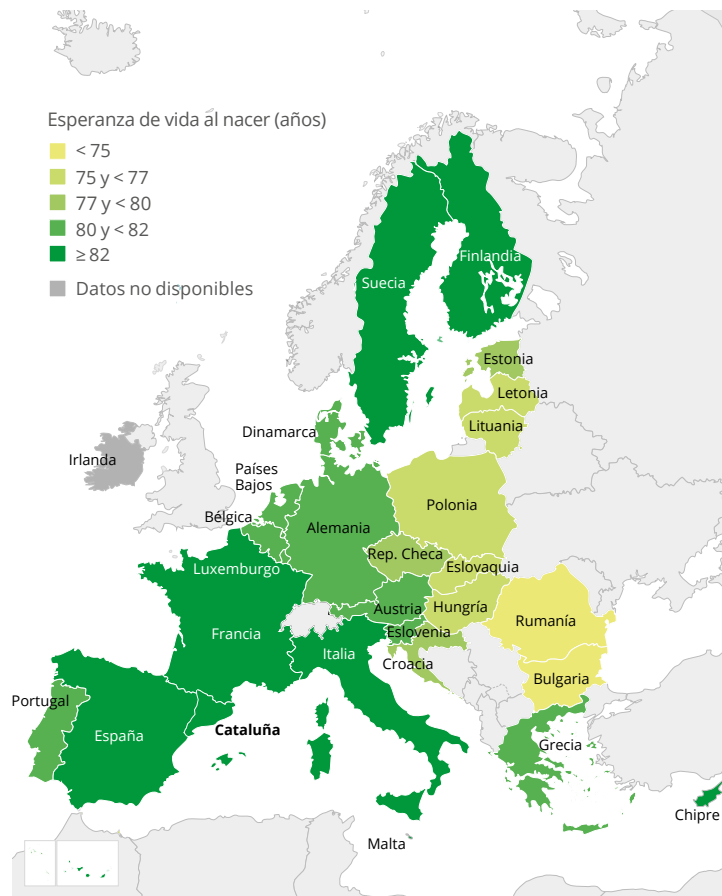 Esperanza de vida al nacer (años)
< 75
75 y < 77
77 y < 80
80 y < 82
≥ 82
Datos no disponibles
Finlandia
Suecia
Estonia
Letonia
Lituania
Dinamarca
Irlanda
Países
Bajos
Polonia
Bélgica
Alemania
Rep. Checa
Luxemburgo
Eslovaquia
Austria
Hungría
Rumanía
Francia
Eslovenia
Italia
Croacia
Bulgaria
Portugal
España
Cataluña
Grecia
Chipre
Malta